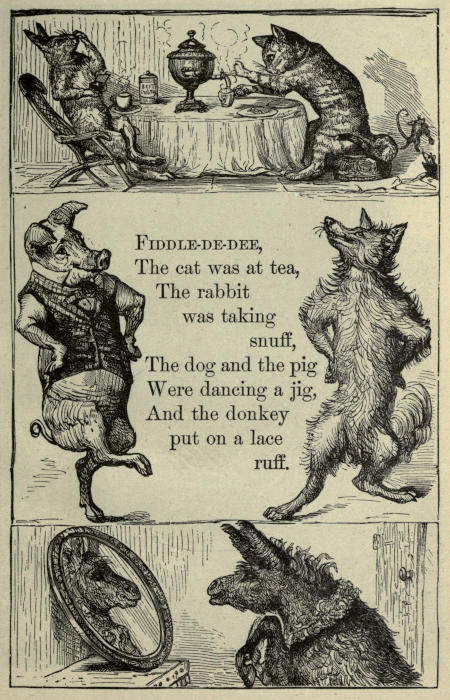 FIDDLE-DE-DEE,
The cat was at tea,
The rabbit
was taking
snuff,
The dog and the pig
Were dancing a jig,
And the donkey
put on a lace
ruff.